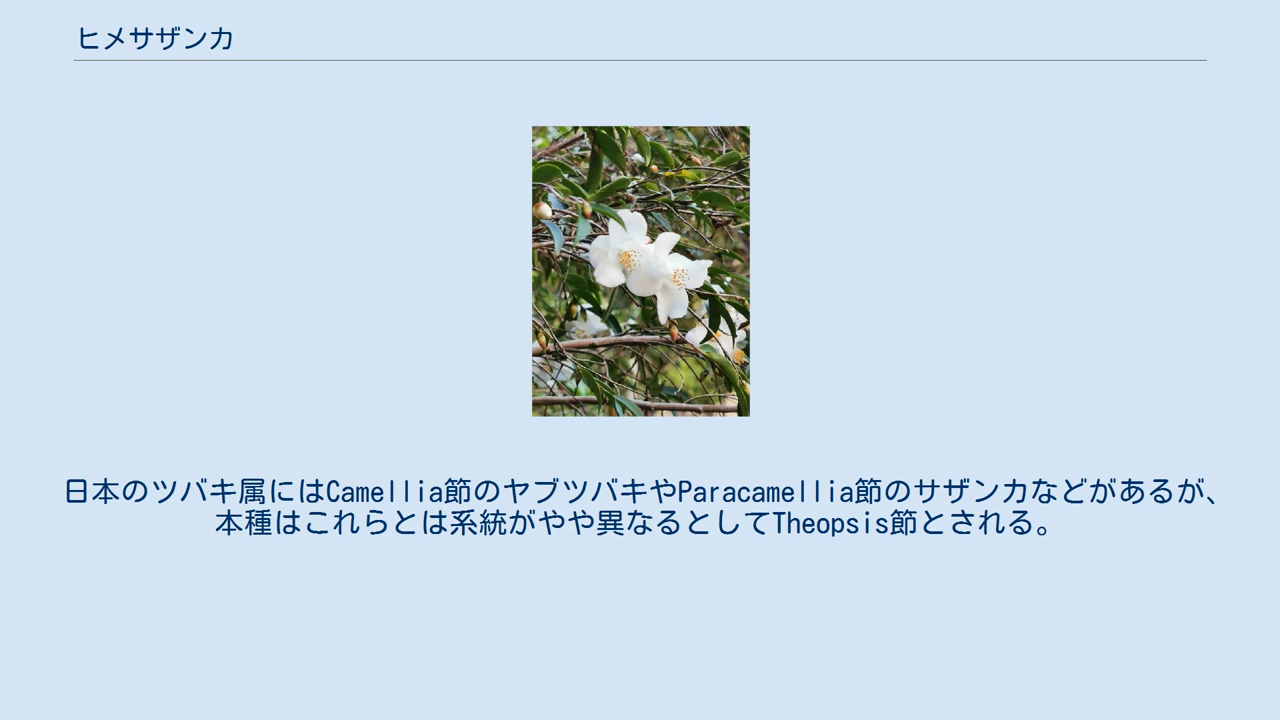 ヒメサザンカ
日本のツバキ属にはCamellia節のヤブツバキやParacamellia節のサザンカなどがあるが、
本種はこれらとは系統がやや異なるとしてTheopsis節とされる。